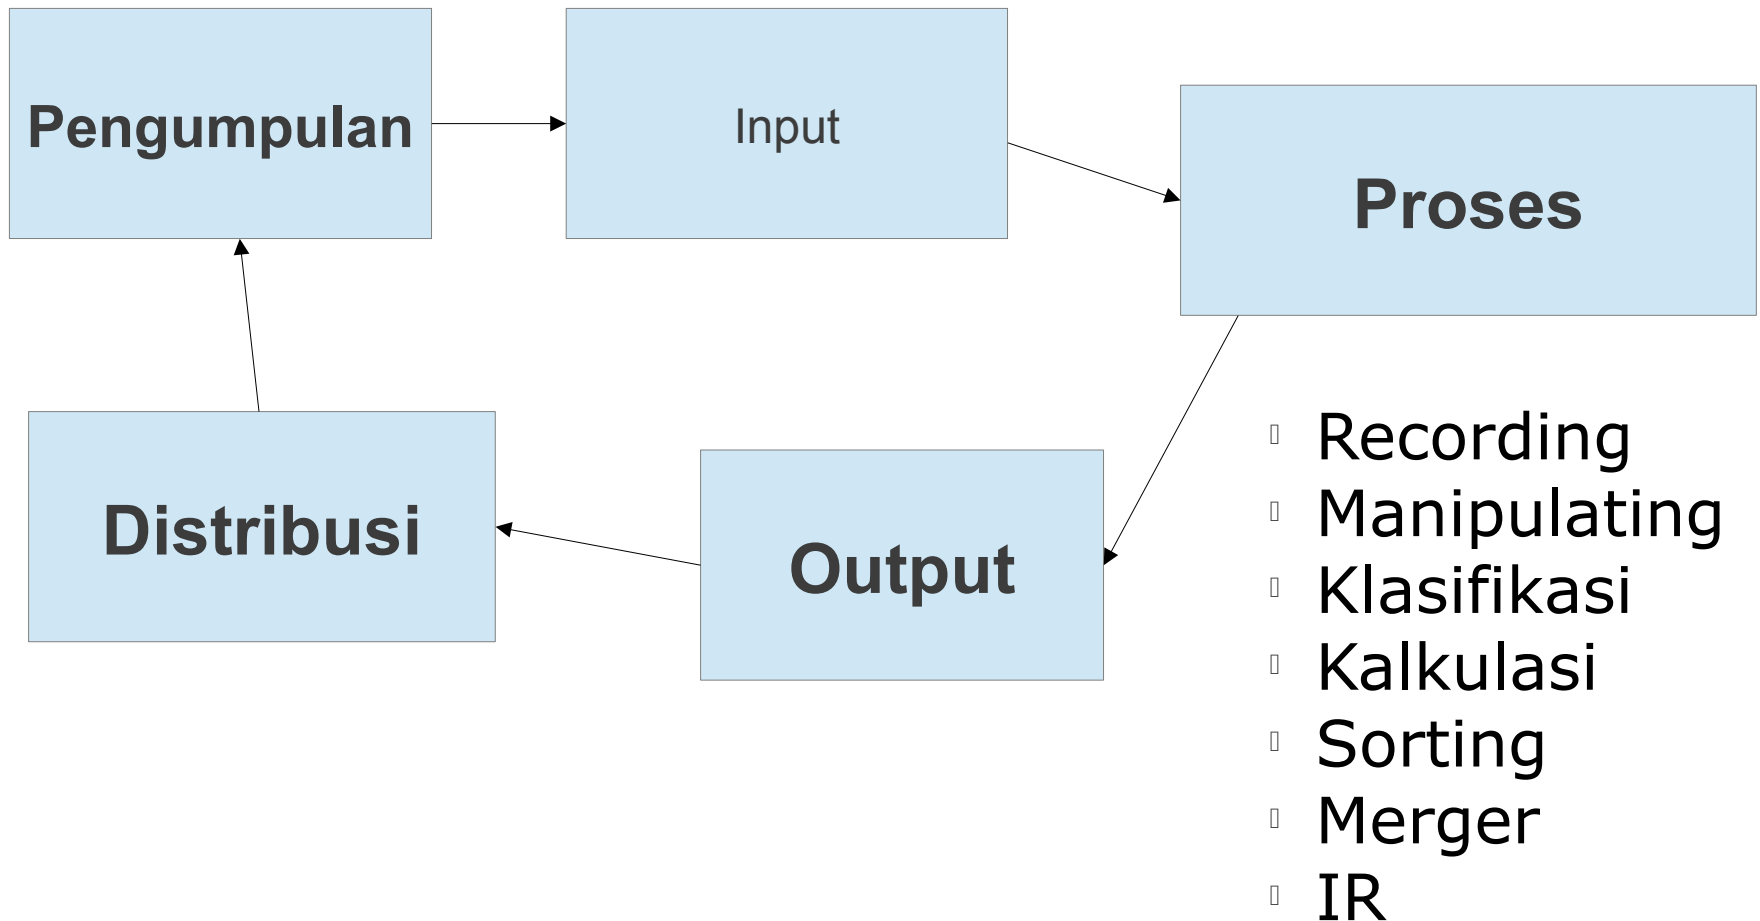 Pengumpulan
Input
Proses
Distribusi
Output
Recording
Manipulating
Klasifikasi
Kalkulasi
Sorting
Merger
IR